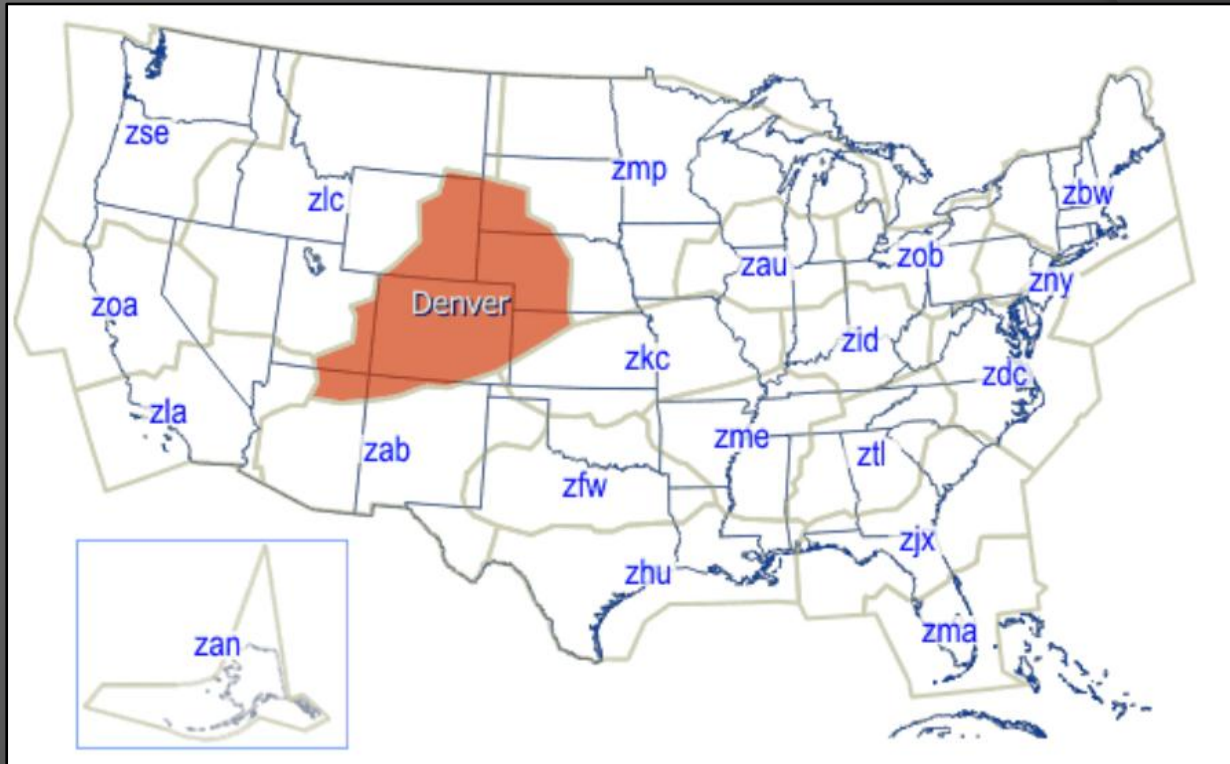 zse
zmp
zlc
zbw
zau
zob
zny
Denver
zoa
zid
zkc
zdc
zla
zme
zab
ztl
zfw
zjx
zhu
zan
zma